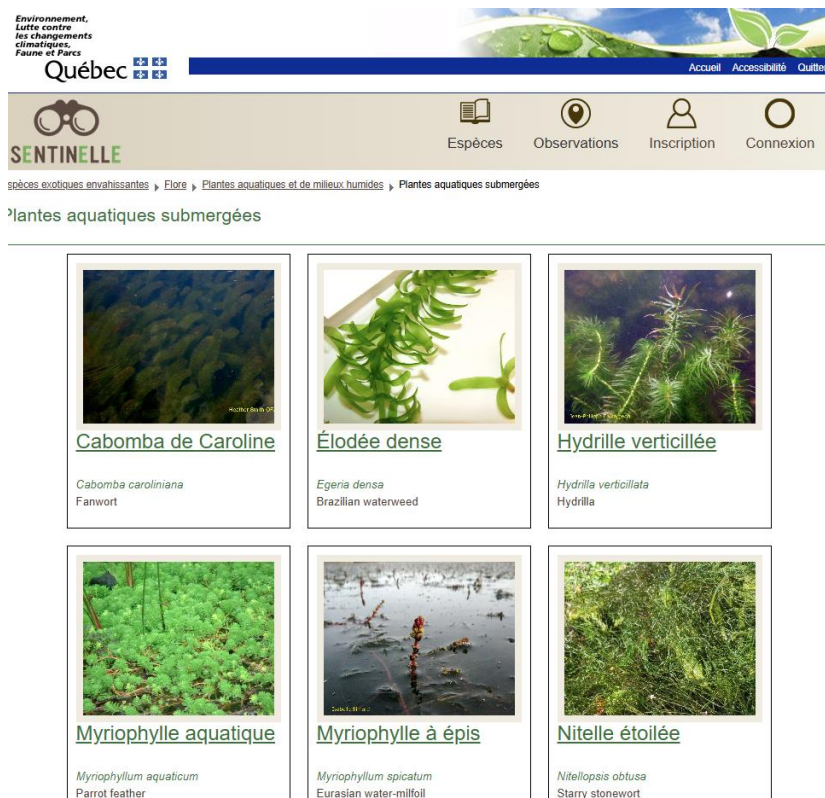 Environnement,
Lutte contre
les changements
climatiques,
Faune et Parcs
Québec
Accueil Accessibilité Quitter
SENTINELLE
Espèces Observations Inscription Connexion
spèces exotiques envahissantes Flore Plantes aquatiques et de milieux humides Plantes aquatiques submergées
Plantes aquatiques submergées
Cabomba de Caroline
Cabomba caroliniana
Fanwort
Élodée dense
Egeria densa
Brazilian waterweed
Hydrille verticillée
Hydrilla verticillata
Hydrilla
Myriophylle aquatique
Myriophyllum aquaticum
Parrot feather
Myriophylle à épis
Myriophyllum spicatum
Eurasian water-milfoil
Nitelle étoilée
Nitellopsis obtusa
Starry stonewort